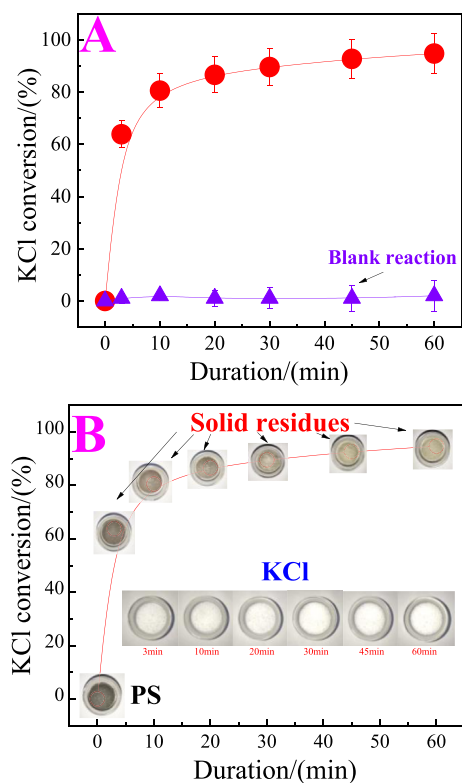 A
KCl conversion/(%)
100
80
60
40
20
0
Blank reaction
0 10 20 30 40 50 60
Duration/(min)
B
Solid residues
KCl conversion/(%)
100
80
60
40
20
0
KCl
3min 10min 20min 30min 45min 60min
PS
0 10 20 30 40 50 60
Duration/(min)